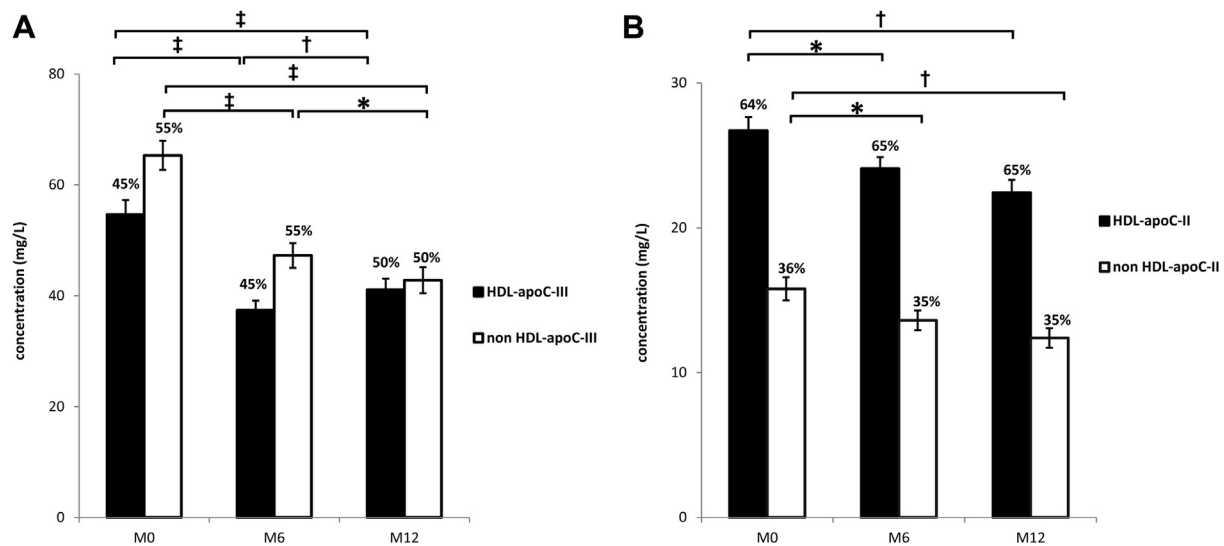 A
‡
‡ †
‡
‡ *
80
60
40
20
0
concentration (mg/L)
45% 55%
45% 55%
50% 50%
M0 M6 M12
HDL-apoC-III
non HDL-apoC-III
B
†
*
†
*
30
20
10
0
concentration (mg/L)
64% 36%
65% 35%
65% 35%
M0 M6 M12
HDL-apoC-II
non HDL-apoC-II